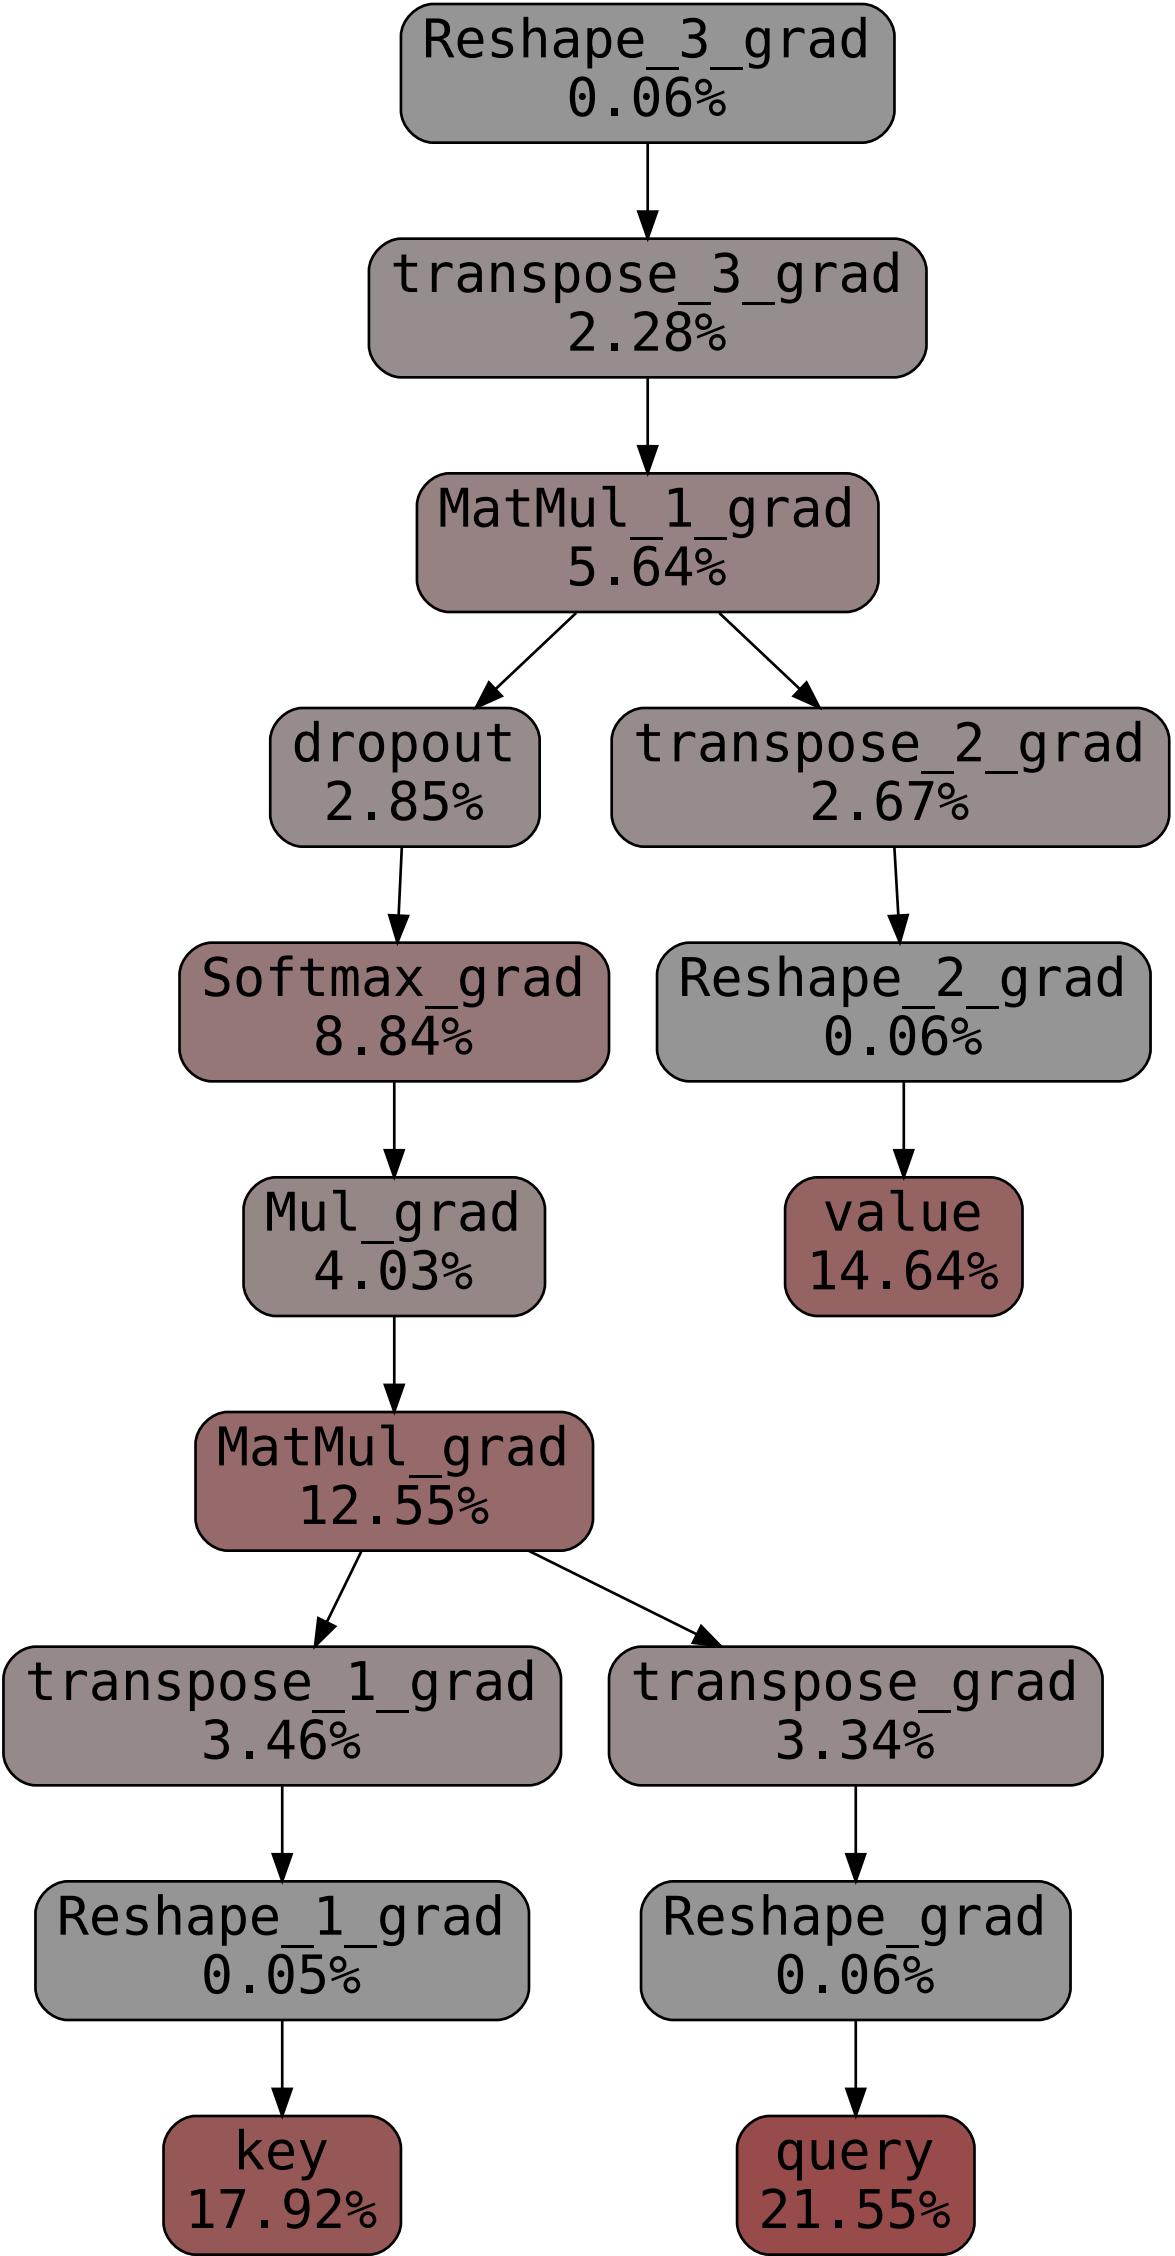 Reshape_3_grad
0.06%
transpose_3_grad
2.28%
MatMul_1_grad
5.64%
dropout
2.85%
transpose_2_grad
2.67%
Softmax_grad
8.84%
Reshape_2_grad
0.06%
Mul_grad
4.03%
value
14.64%
MatMul_grad
12.55%
transpose_1_grad
3.46%
transpose_grad
3.34%
Reshape_1_grad
0.05%
Reshape_grad
0.06%
key
17.92%
query
21.55%